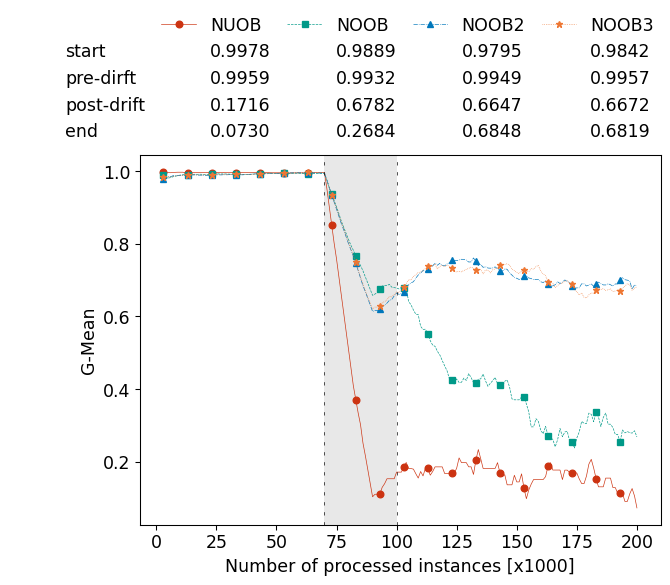 NUOB NOOB NOOB2 NOOB3
start 0.9978 0.9889 0.9795 0.9842
pre-dirft 0.9959 0.9932 0.9949 0.9957
post-drift 0.1716 0.6782 0.6647 0.6672
end 0.0730 0.2684 0.6848 0.6819
1.0
0.8
0.6
0.4
0.2
G-Mean
0 25 50 75 100 125 150 175 200
Number of processed instances [x1000]